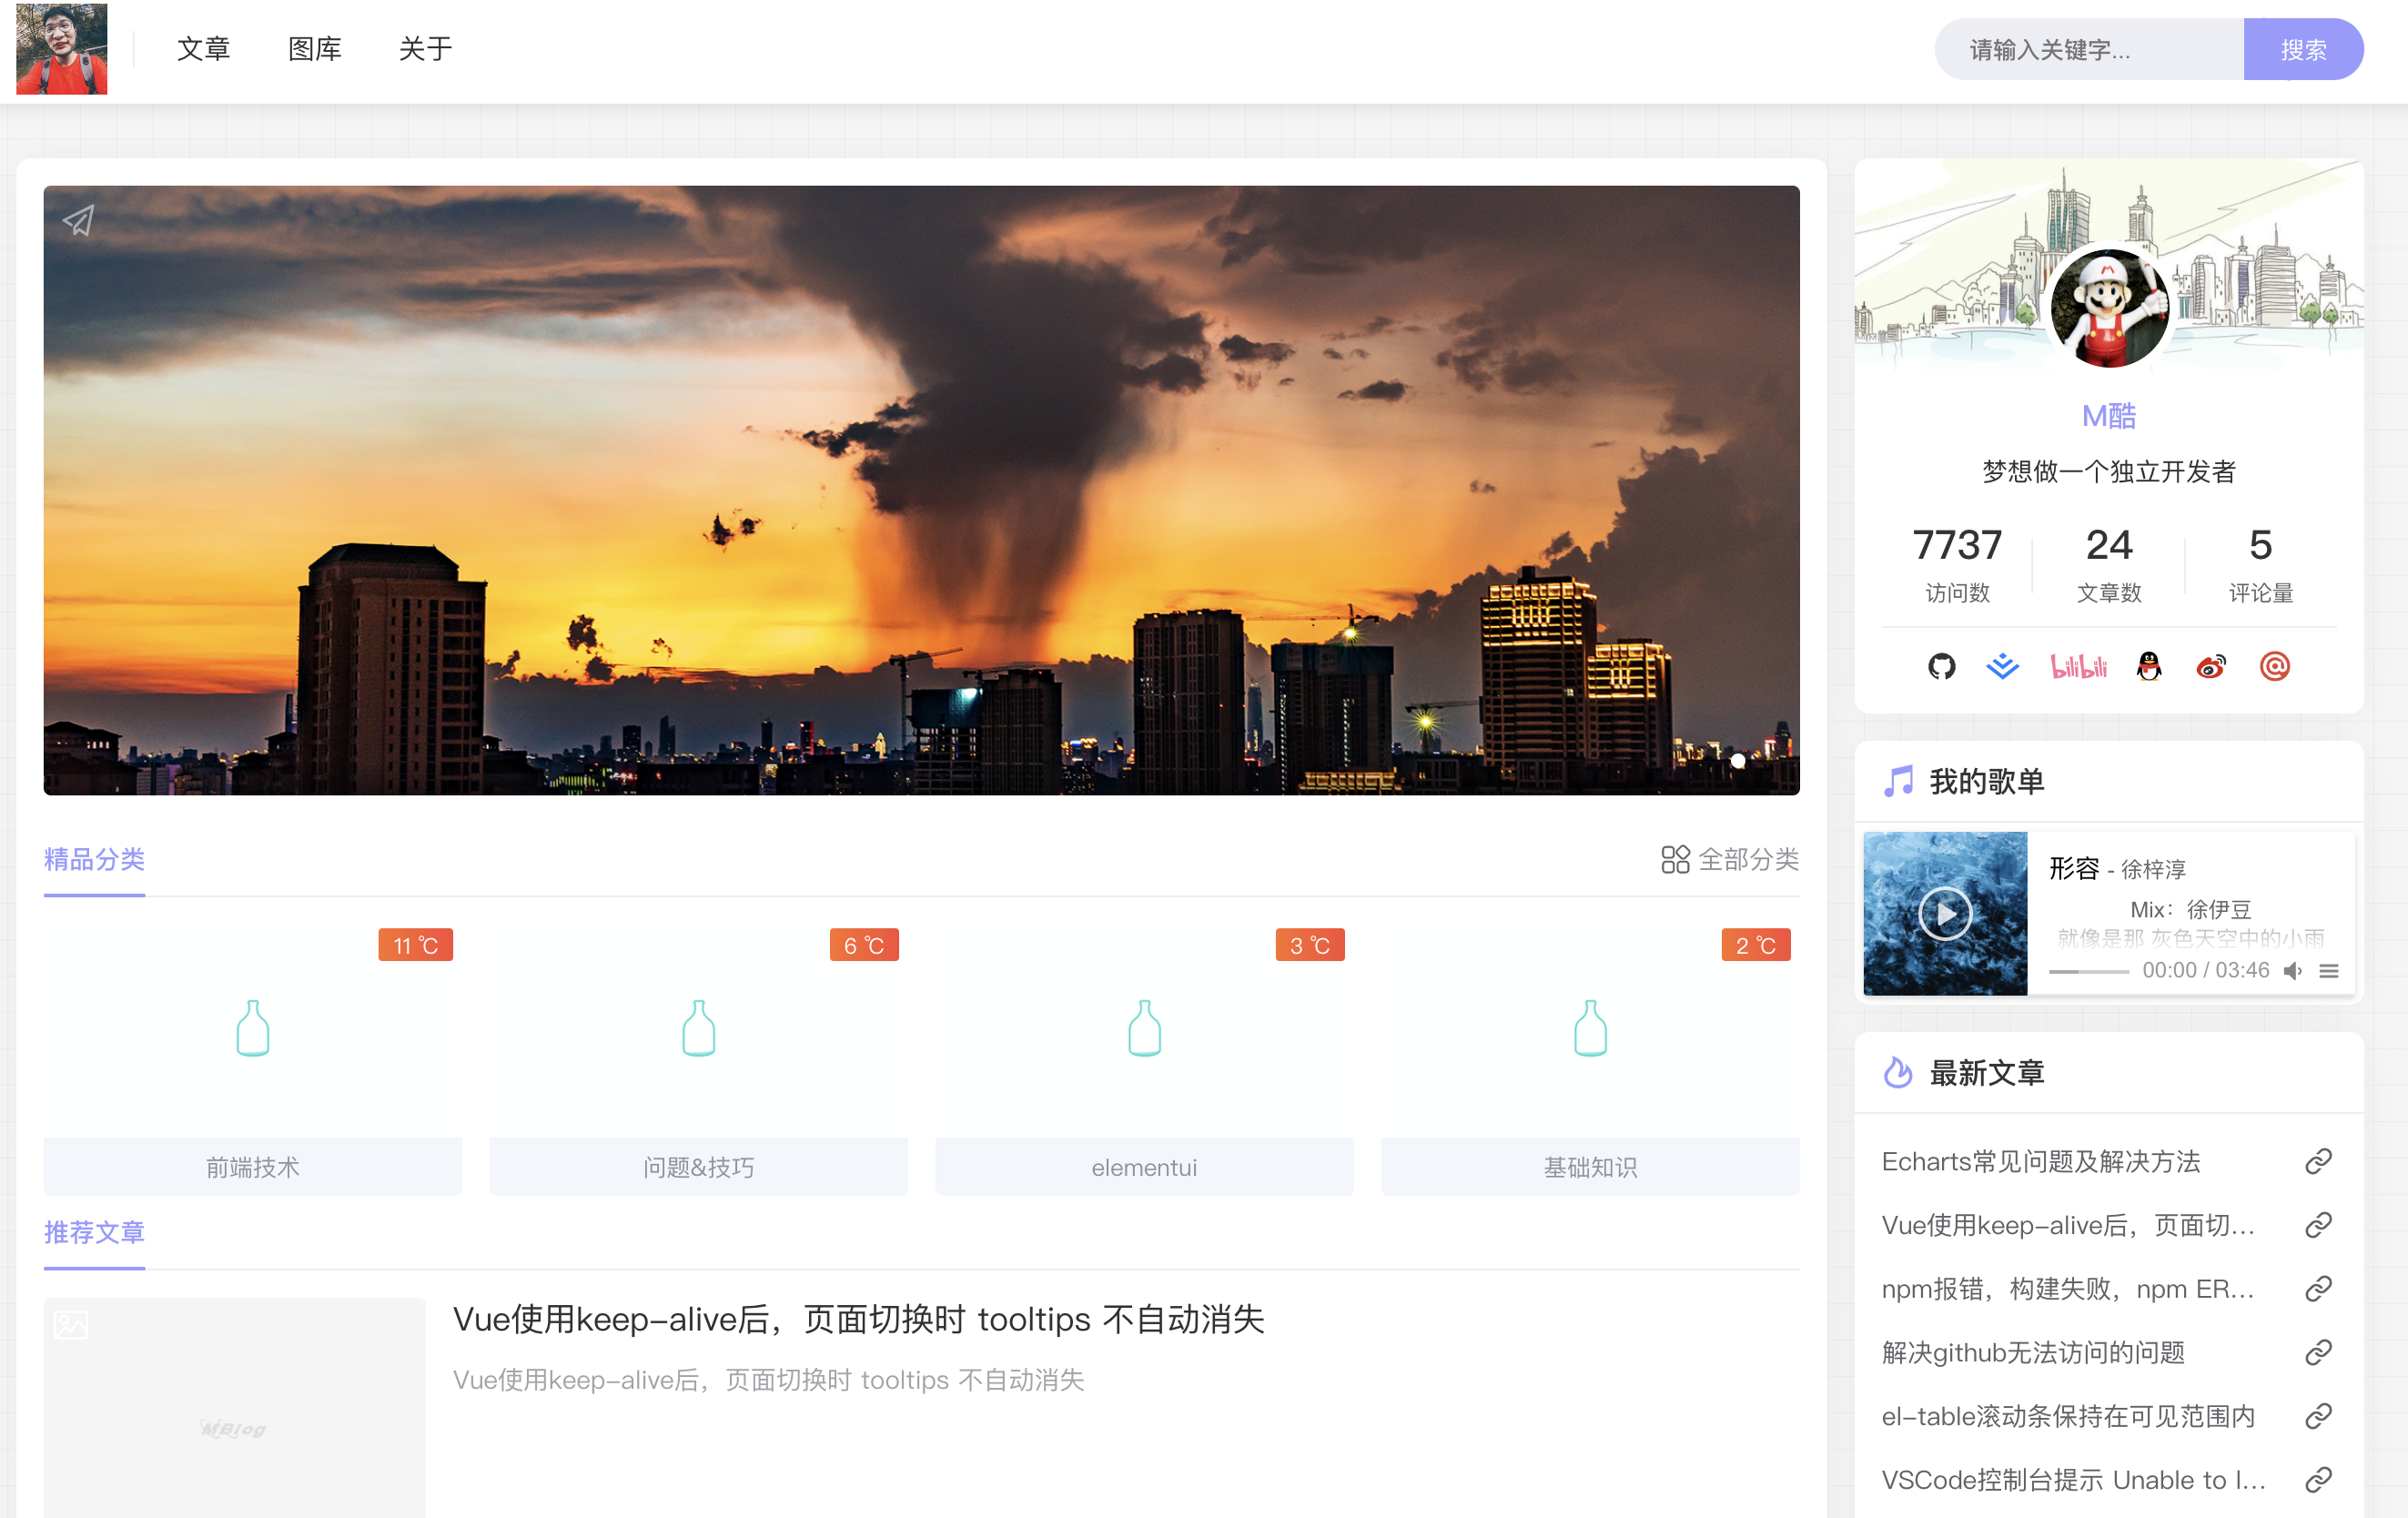 文章 图库 关于 请输入关键字... 搜索
M酷
梦想做一个独立开发者
7737 24 5
访问数 文章数 评论量
bilibili
我的歌单
形容 - 徐梓淳
Mix：徐伊豆
就像是那 灰色天空中的小雨
00:00 / 03:46
精品分类 全部分类
11 ℃ 6 ℃ 3 ℃ 2 ℃
前端技术 问题&技巧 elementui 基础知识
推荐文章
MBlog
Vue使用keep-alive后，页面切换时 tooltips 不自动消失
Vue使用keep-alive后，页面切换时 tooltips 不自动消失
最新文章
Echarts常见问题及解决方法
Vue使用keep-alive后，页面切...
npm报错，构建失败，npm ER...
解决github无法访问的问题
el-table滚动条保持在可见范围内
VSCode控制台提示 Unable to l...